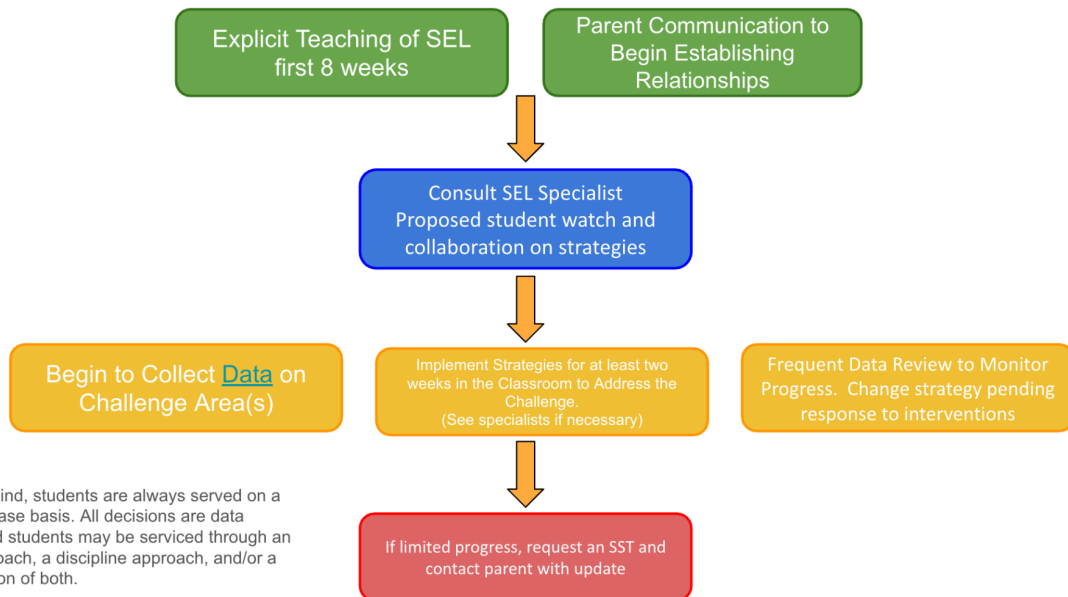 Explicit Teaching of SEL
first 8 weeks
Parent Communication to
Begin Establishing
Relationships
Consult SEL Specialist
Proposed student watch and
collaboration on strategies
Begin to Collect Data on
Challenge Area(s)
Implement Strategies for at least two
weeks in the Classroom to Address the
Challenge.
(See specialists if necessary)
Frequent Data Review to Monitor
Progress.  Change strategy pending
response to interventions
students are always served on a
basis. All decisions are data
students may be serviced through an
a discipline approach, and/or a
of both.
If limited progress, request an SST and
contact parent with update